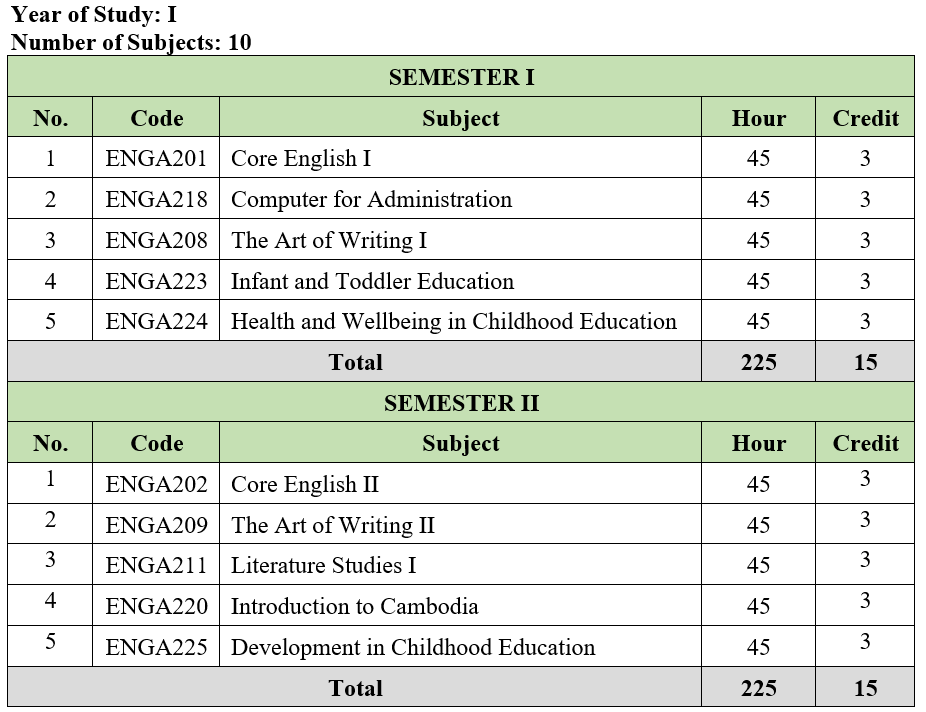 Year of Study: I
Number of Subjects: 10
SEMESTER I
No. Code Subject Hour Credit
1 ENGA201 Core English I 45 3
2 ENGA218 Computer for Administration 45 3
3 ENGA208 The Art of Writing I 45 3
4 ENGA223 Infant and Toddler Education 45 3
5 ENGA224 Health and Wellbeing in Childhood Education 45 3
Total 225 15
SEMESTER II
No. Code Subject Hour Credit
1 ENGA202 Core English II 45 3
2 ENGA209 The Art of Writing II 45 3
3 ENGA211 Literature Studies I 45 3
4 ENGA220 Introduction to Cambodia 45 3
5 ENGA225 Development in Childhood Education 45 3
Total 225 15